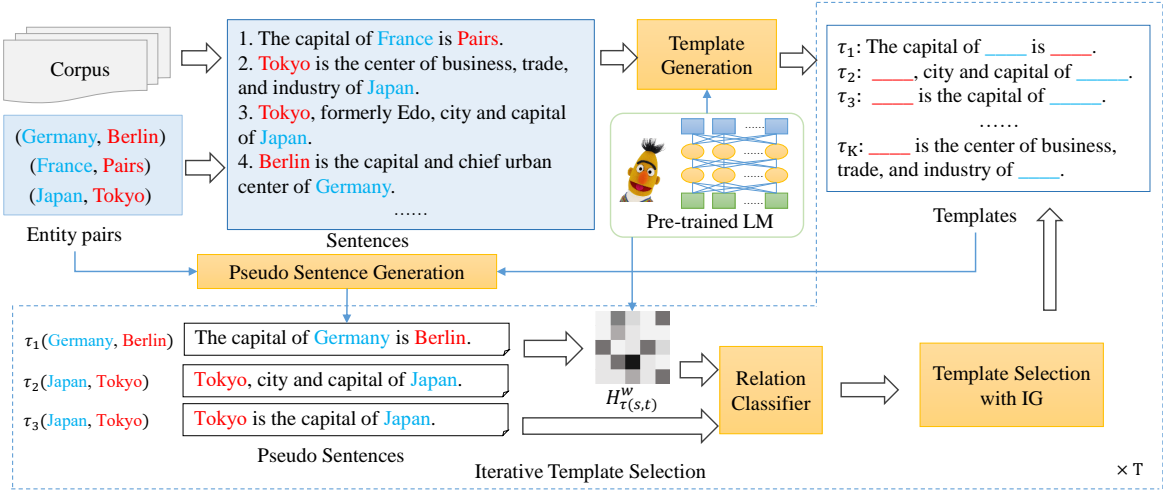 Corpus
(Germany, Berlin)
(France, Pairs)
(Japan, Tokyo)
Entity pairs
1. The capital of France is Pairs.
2. Tokyo is the center of business, trade,
and industry of Japan.
3. Tokyo, formerly Edo, city and capital
of Japan.
4. Berlin is the capital and chief urban
center of Germany.
......
Sentences
Template
Generation
......
......
......
Pre-trained LM
τ1: The capital of ____ is ____.
τ2: ____, city and capital of ____.
τ3: ____ is the capital of ____.
......
τK: ____ is the center of business,
trade, and industry of ____.
Templates
Pseudo Sentence Generation
τ1(Germany, Berlin)
The capital of Germany is Berlin.
τ2(Japan, Tokyo)
Tokyo, city and capital of Japan.
τ3(Japan, Tokyo)
Tokyo is the capital of Japan.
Pseudo Sentences
H^w_τ(s,t)
Relation
Classifier
Template Selection
with IG
Iterative Template Selection
× T